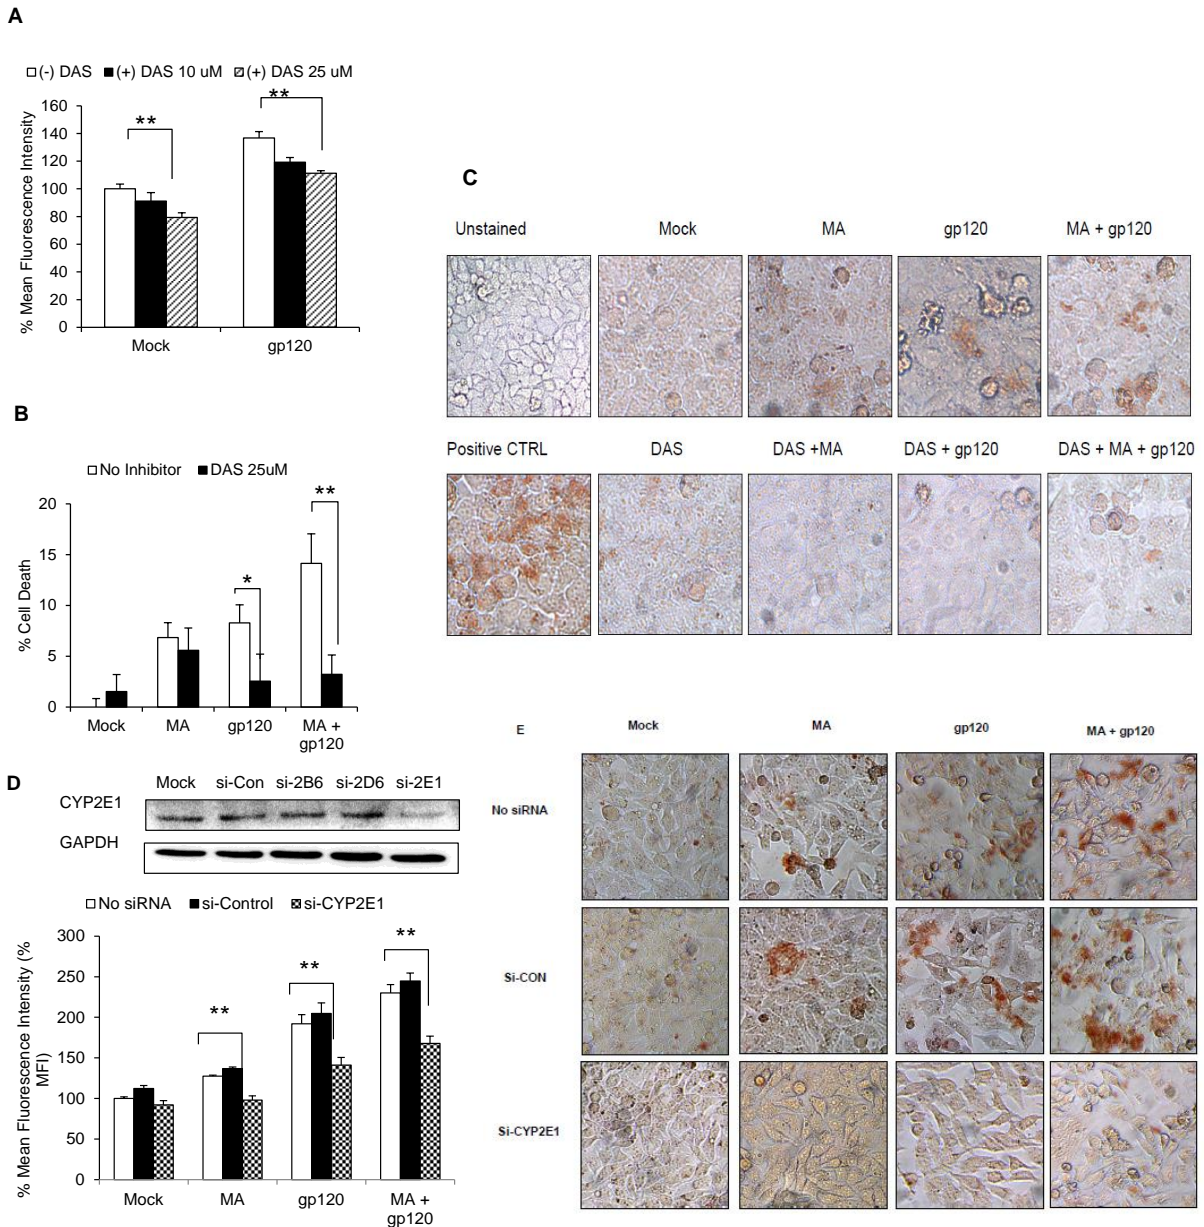 A
(-) DAS (+) DAS 10 uM (+) DAS 25 uM
% Mean Fluorescence Intensity
160
140
120
100
80
60
40
20
0
**
**
Mock gp120
B
No Inhibitor DAS 25uM
% Cell Death
20
15
10
5
0
*
**
Mock MA gp120 MA + gp120
C
Unstained Mock MA gp120 MA + gp120
Positive CTRL DAS DAS +MA DAS + gp120 DAS + MA + gp120
D
Mock si-Con si-2B6 si-2D6 si-2E1
CYP2E1
GAPDH
No siRNA si-Control si-CYP2E1
% Mean Fluorescence Intensity (%
MFI)
300
250
200
150
100
50
0
**
**
**
Mock MA gp120 MA +
gp120
E
Mock MA gp120 MA + gp120
No siRNA
Si-CON
Si-CYP2E1